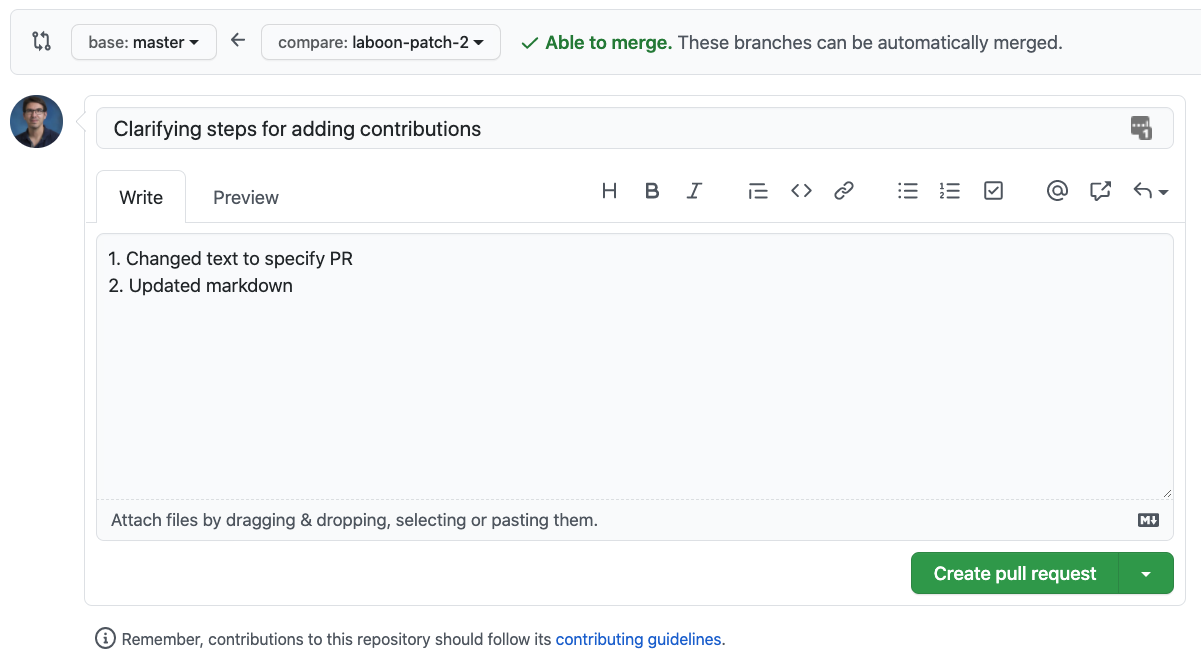 base: master compare: laboon-patch-2 Able to merge. These branches can be automatically merged.
Clarifying steps for adding contributions
1
Write Preview H B I
1. Changed text to specify PR
2. Updated markdown
Attach files by dragging & dropping, selecting or pasting them.
M
Create pull request
Remember, contributions to this repository should follow its contributing guidelines.